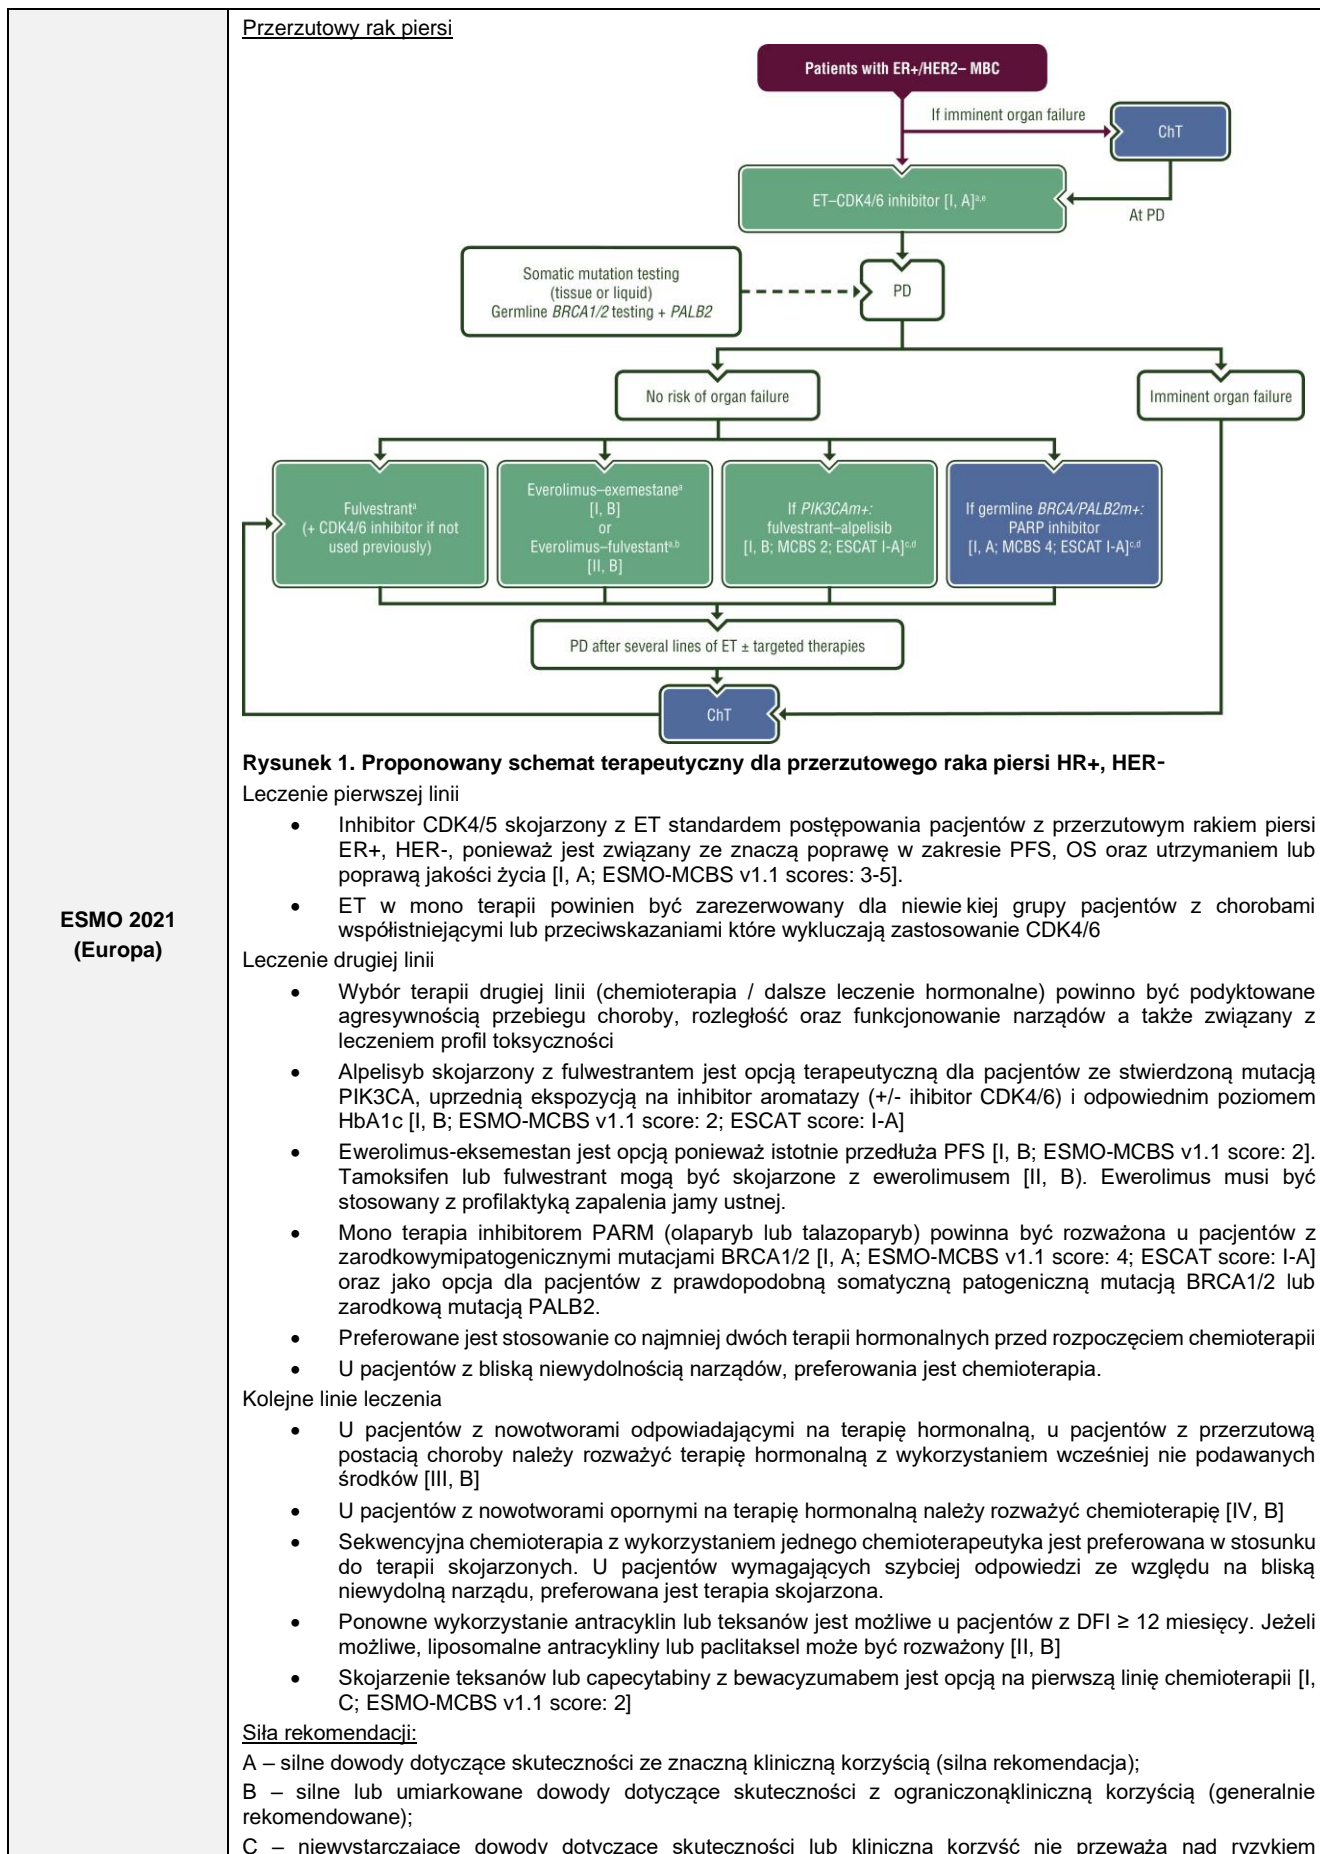 Przerzutowy rak piersi
Patients with ER+/HER2– MBC
If imminent organ failure
ChT
ET–CDK4/6 inhibitor [I, A]a,e
At PD
Somatic mutation testing
(tissue or liquid)
Germline BRCA1/2 testing + PALB2
PD
No risk of organ failure
Imminent organ failure
Fulvestranta
(+ CDK4/6 inhibitor if not
used previously)
Everolimus–exemestanea
[I, B]
or
Everolimus–fulvestanta,b
[II, B]
If PIK3CAm+:
fulvestrant–alpelisib
[I, B; MCBS 2; ESCAT I-A]c,d
If germline BRCA/PALB2m+:
PARP inhibitor
[I, A; MCBS 4; ESCAT I-A]c,d
PD after several lines of ET ± targeted therapies
ChT
Rysunek 1. Proponowany schemat terapeutyczny dla przerzutowego raka piersi HR+, HER-
ESMO 2021
(Europa)
Leczenie pierwszej linii
• Inhibitor CDK4/5 skojarzony z ET standardem postępowania pacjentów z przerzutowym rakiem piersi
ER+, HER-, ponieważ jest związany ze znaczą poprawę w zakresie PFS, OS oraz utrzymaniem lub
poprawą jakości życia [I, A; ESMO-MCBS v1.1 scores: 3-5].
• ET w mono terapii powinien być zarezerwowany dla niewie kiej grupy pacjentów z chorobami
współistniejącymi lub przeciwskazaniami które wykluczają zastosowanie CDK4/6
Leczenie drugiej linii
• Wybór terapii drugiej linii (chemioterapia / dalsze leczenie hormonalne) powinno być podyktowane
agresywnością przebiegu choroby, rozległość oraz funkcjonowanie narządów a także związany z
leczeniem profil toksyczności
• Alpelisyb skojarzony z fulwestrantem jest opcją terapeutyczną dla pacjentów ze stwierdzoną mutacją
PIK3CA, uprzednią ekspozycją na inhibitor aromatazy (+/- ihibitor CDK4/6) i odpowiednim poziomem
HbA1c [I, B; ESMO-MCBS v1.1 score: 2; ESCAT score: I-A]
• Ewerolimus-eksemestan jest opcją ponieważ istotnie przedłuża PFS [I, B; ESMO-MCBS v1.1 score: 2].
Tamoksifen lub fulwestrant mogą być skojarzone z ewerolimusem [II, B). Ewerolimus musi być
stosowany z profilaktyką zapalenia jamy ustnej.
• Mono terapia inhibitorem PARM (olaparyb lub talazoparyb) powinna być rozważona u pacjentów z
zarodkowymipatogenicznymi mutacjami BRCA1/2 [I, A; ESMO-MCBS v1.1 score: 4; ESCAT score: I-A]
oraz jako opcja dla pacjentów z prawdopodobną somatyczną patogeniczną mutacją BRCA1/2 lub
zarodkową mutacją PALB2.
• Preferowane jest stosowanie co najmniej dwóch terapii hormonalnych przed rozpoczęciem chemioterapii
• U pacjentów z bliską niewydolnością narządów, preferowania jest chemioterapia.
Kolejne linie leczenia
• U pacjentów z nowotworami odpowiadającymi na terapię hormonalną, u pacjentów z przerzutową
postacią choroby należy rozważyć terapię hormonalną z wykorzystaniem wcześniej nie podawanych
środków [III, B]
• U pacjentów z nowotworami opornymi na terapię hormonalną należy rozważyć chemioterapię [IV, B]
• Sekwencyjna chemioterapia z wykorzystaniem jednego chemioterapeutyka jest preferowana w stosunku
do terapii skojarzonych. U pacjentów wymagających szybciej odpowiedzi ze względu na bliską
niewydolną narządu, preferowana jest terapia skojarzona.
• Ponowne wykorzystanie antracyklin lub teksanów jest możliwe u pacjentów z DFI ≥ 12 miesięcy. Jeżeli
możliwe, liposomalne antracykliny lub paclitaksel może być rozważony [II, B]
• Skojarzenie teksanów lub capecytabiny z bewacyzumabem jest opcją na pierwszą linię chemioterapii [I,
C; ESMO-MCBS v1.1 score: 2]
Siła rekomendacji:
A – silne dowody dotyczące skuteczności ze znaczną kliniczną korzyścią (silna rekomendacja);
B – silne lub umiarkowane dowody dotyczące skuteczności z ograniczonąkliniczną korzyścią (generalnie
rekomendowane);
C – niewystarczające dowody dotyczące skuteczności lub kliniczna korzyść nie przeważa nad ryzykiem